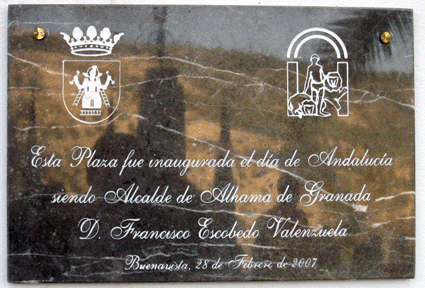 Esta Plaza fue inaugurada el día de Andalucía
siendo Alcalde de Alhama de Granada
D. Francisco Escobedo Valenzuela
Buenavista, 28 de Febrero de 2007